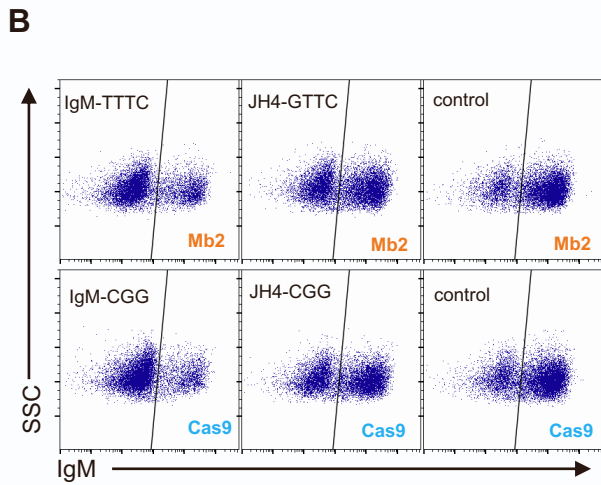 B
IgM-TTTC
JH4-GTTC
control
Mb2
Mb2
Mb2
IgM-CGG
JH4-CGG
control
Cas9
Cas9
Cas9
SSC
IgM